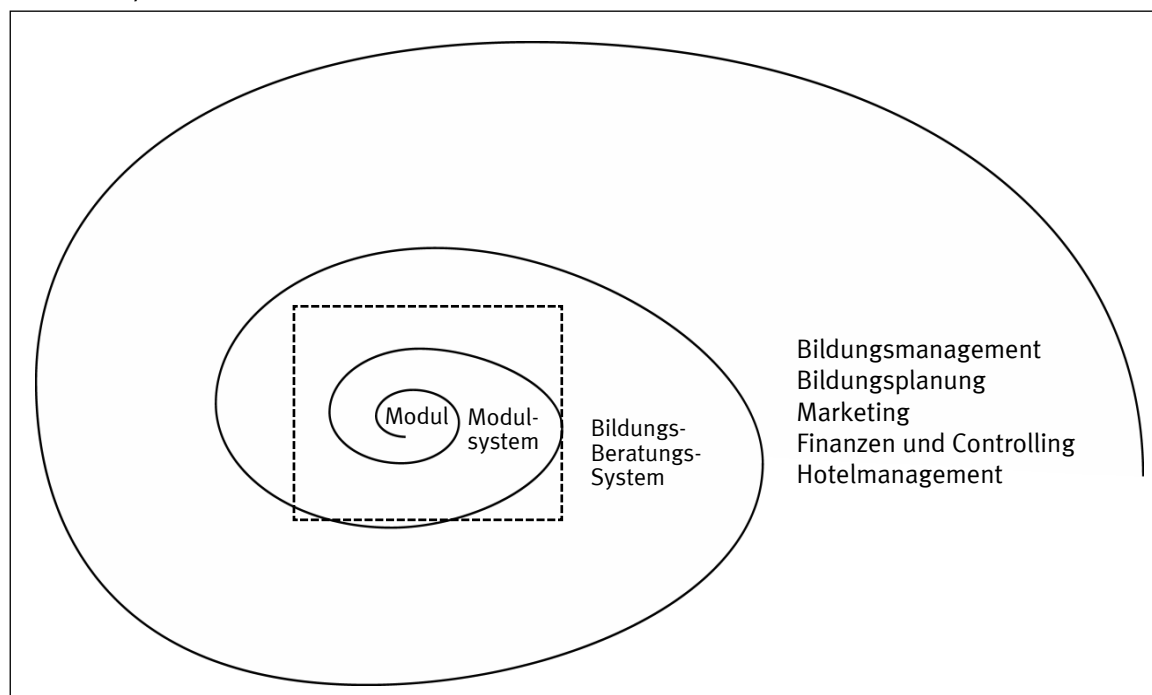 Modul
Modul-
system
Bildungs-
Beratungs-
System
Bildungsmanagement
Bildungsplanung
Marketing
Finanzen und Controlling
Hotelmanagement